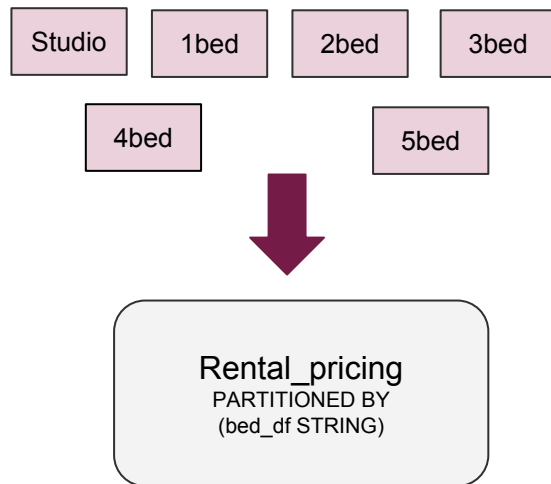 Studio
1bed
2bed
3bed
4bed
5bed
Rental_pricing
PARTITIONED BY
(bed_df STRING)